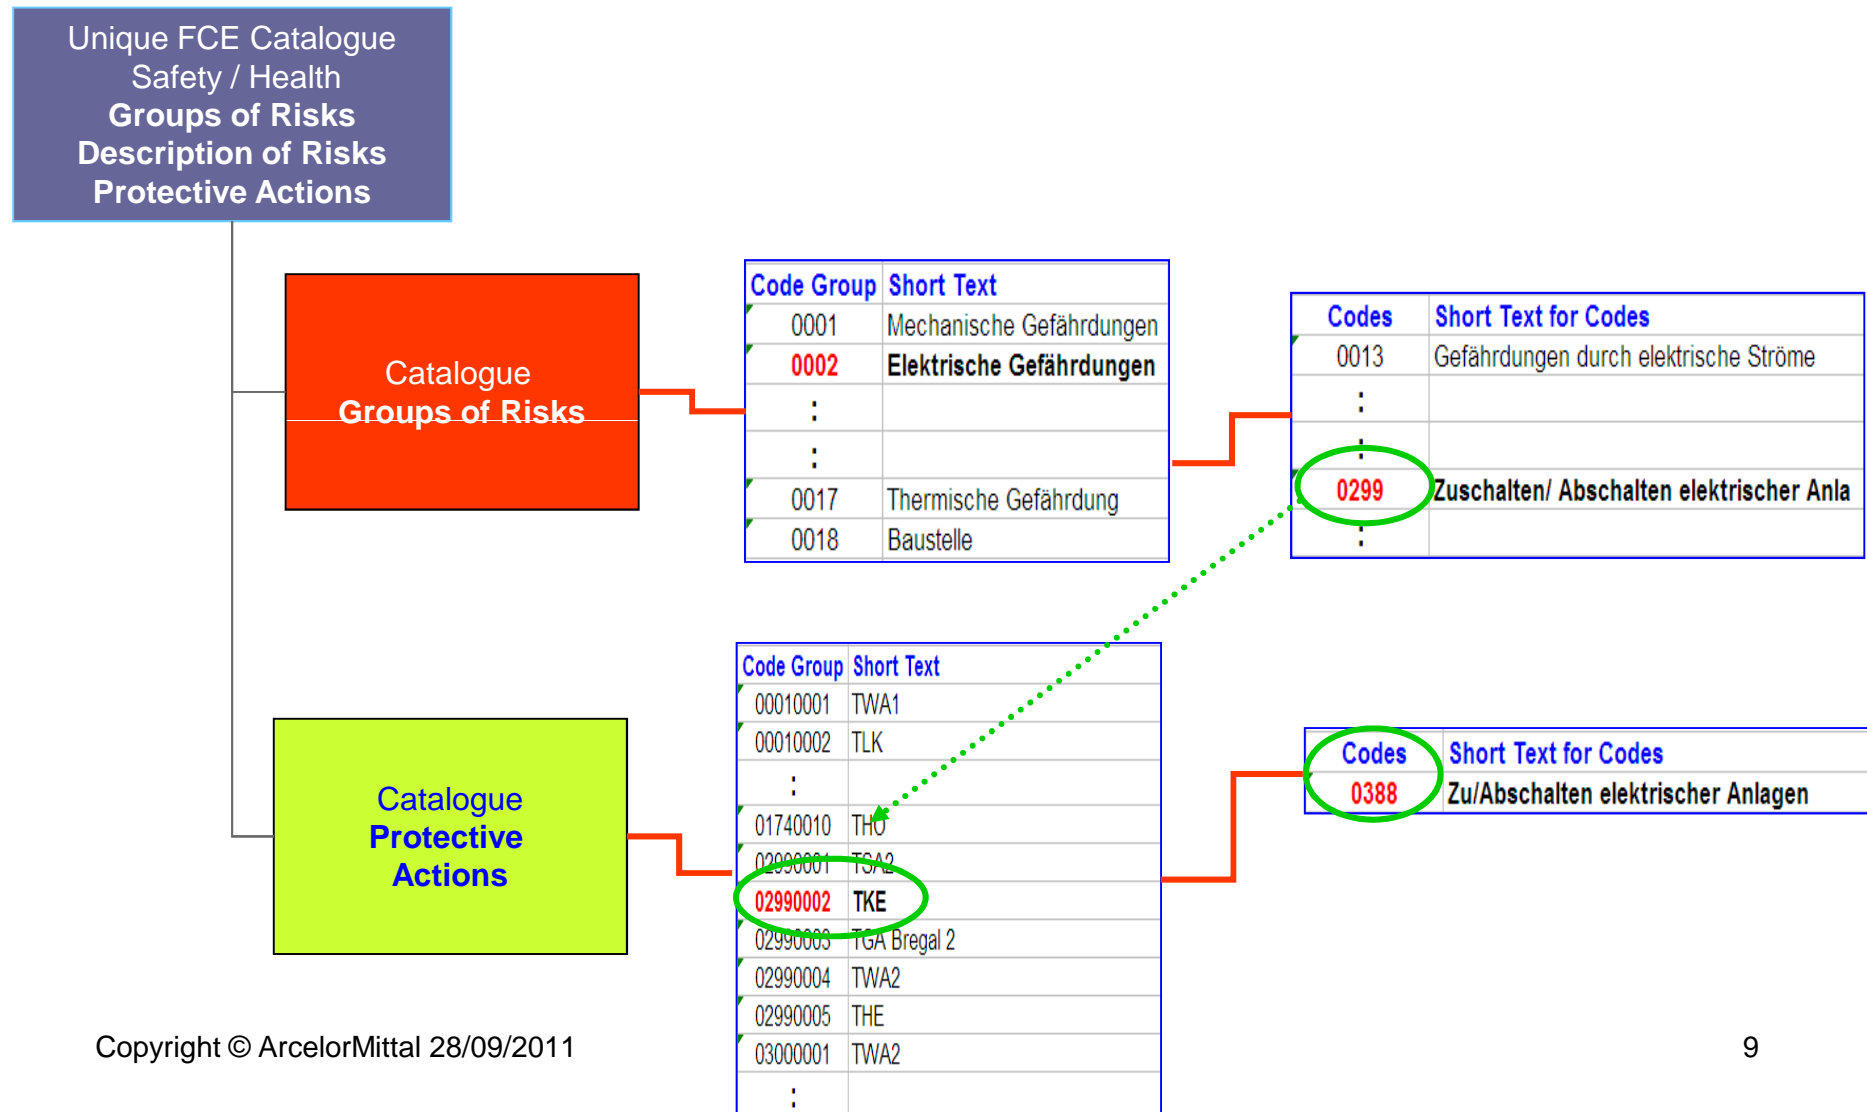 Unique FCE Catalogue
Safety / Health
Groups of Risks
Description of Risks
Protective Actions
Catalogue
Groups of Risks
Code Group Short Text
0001 Mechanische Gefährdungen
0002 Elektrische Gefährdungen
:
:
0017 Thermische Gefährdung
0018 Baustelle
Codes Short Text for Codes
0013 Gefährdungen durch elektrische Ströme
:
:
0299 Zuschalten/ Abschalten elektrischer Anla
:
Catalogue
Protective
Actions
Code Group Short Text
00010001 TWA1
00010002 TLK
:
01740010 THO
02990001 TSA2
02990002 TKE
02990003 TGA Bregal 2
02990004 TWA2
02990005 THE
03000001 TWA2
:
Codes Short Text for Codes
0388 Zu/Abschalten elektrischer Anlagen
Copyright © ArcelorMittal 28/09/2011
9